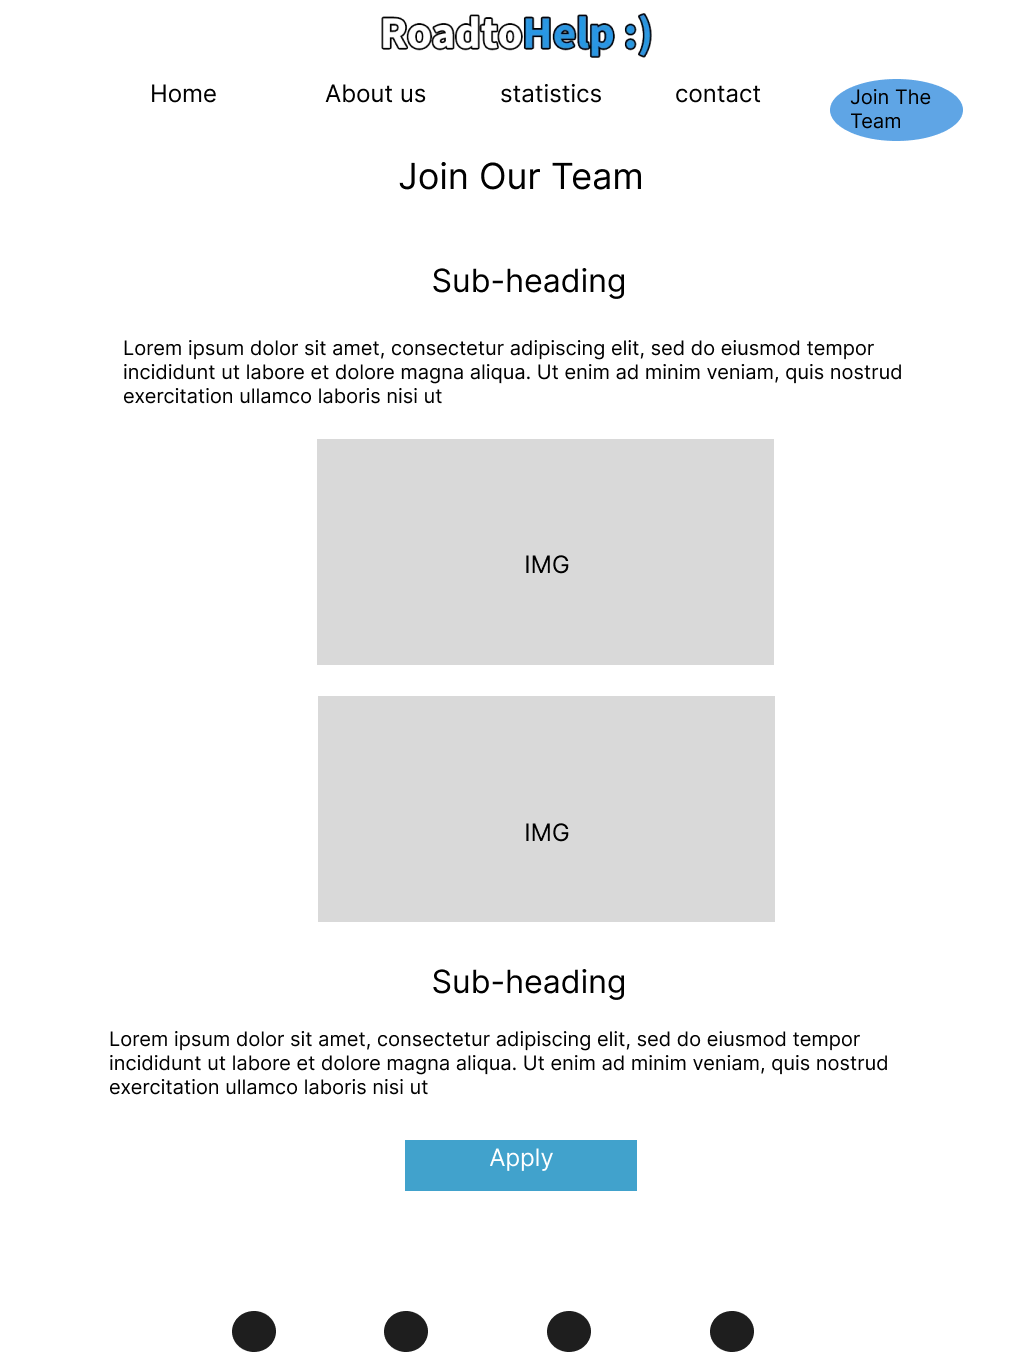 RoadtoHelp :)
Home
About us
statistics
contact
Join The
Team
Join Our Team
Sub-heading
Lorem ipsum dolor sit amet, consectetur adipiscing elit, sed do eiusmod tempor
incididunt ut labore et dolore magna aliqua. Ut enim ad minim veniam, quis nostrud
exercitation ullamco laboris nisi ut
IMG
IMG
Sub-heading
Lorem ipsum dolor sit amet, consectetur adipiscing elit, sed do eiusmod tempor
incididunt ut labore et dolore magna aliqua. Ut enim ad minim veniam, quis nostrud
exercitation ullamco laboris nisi ut
Apply